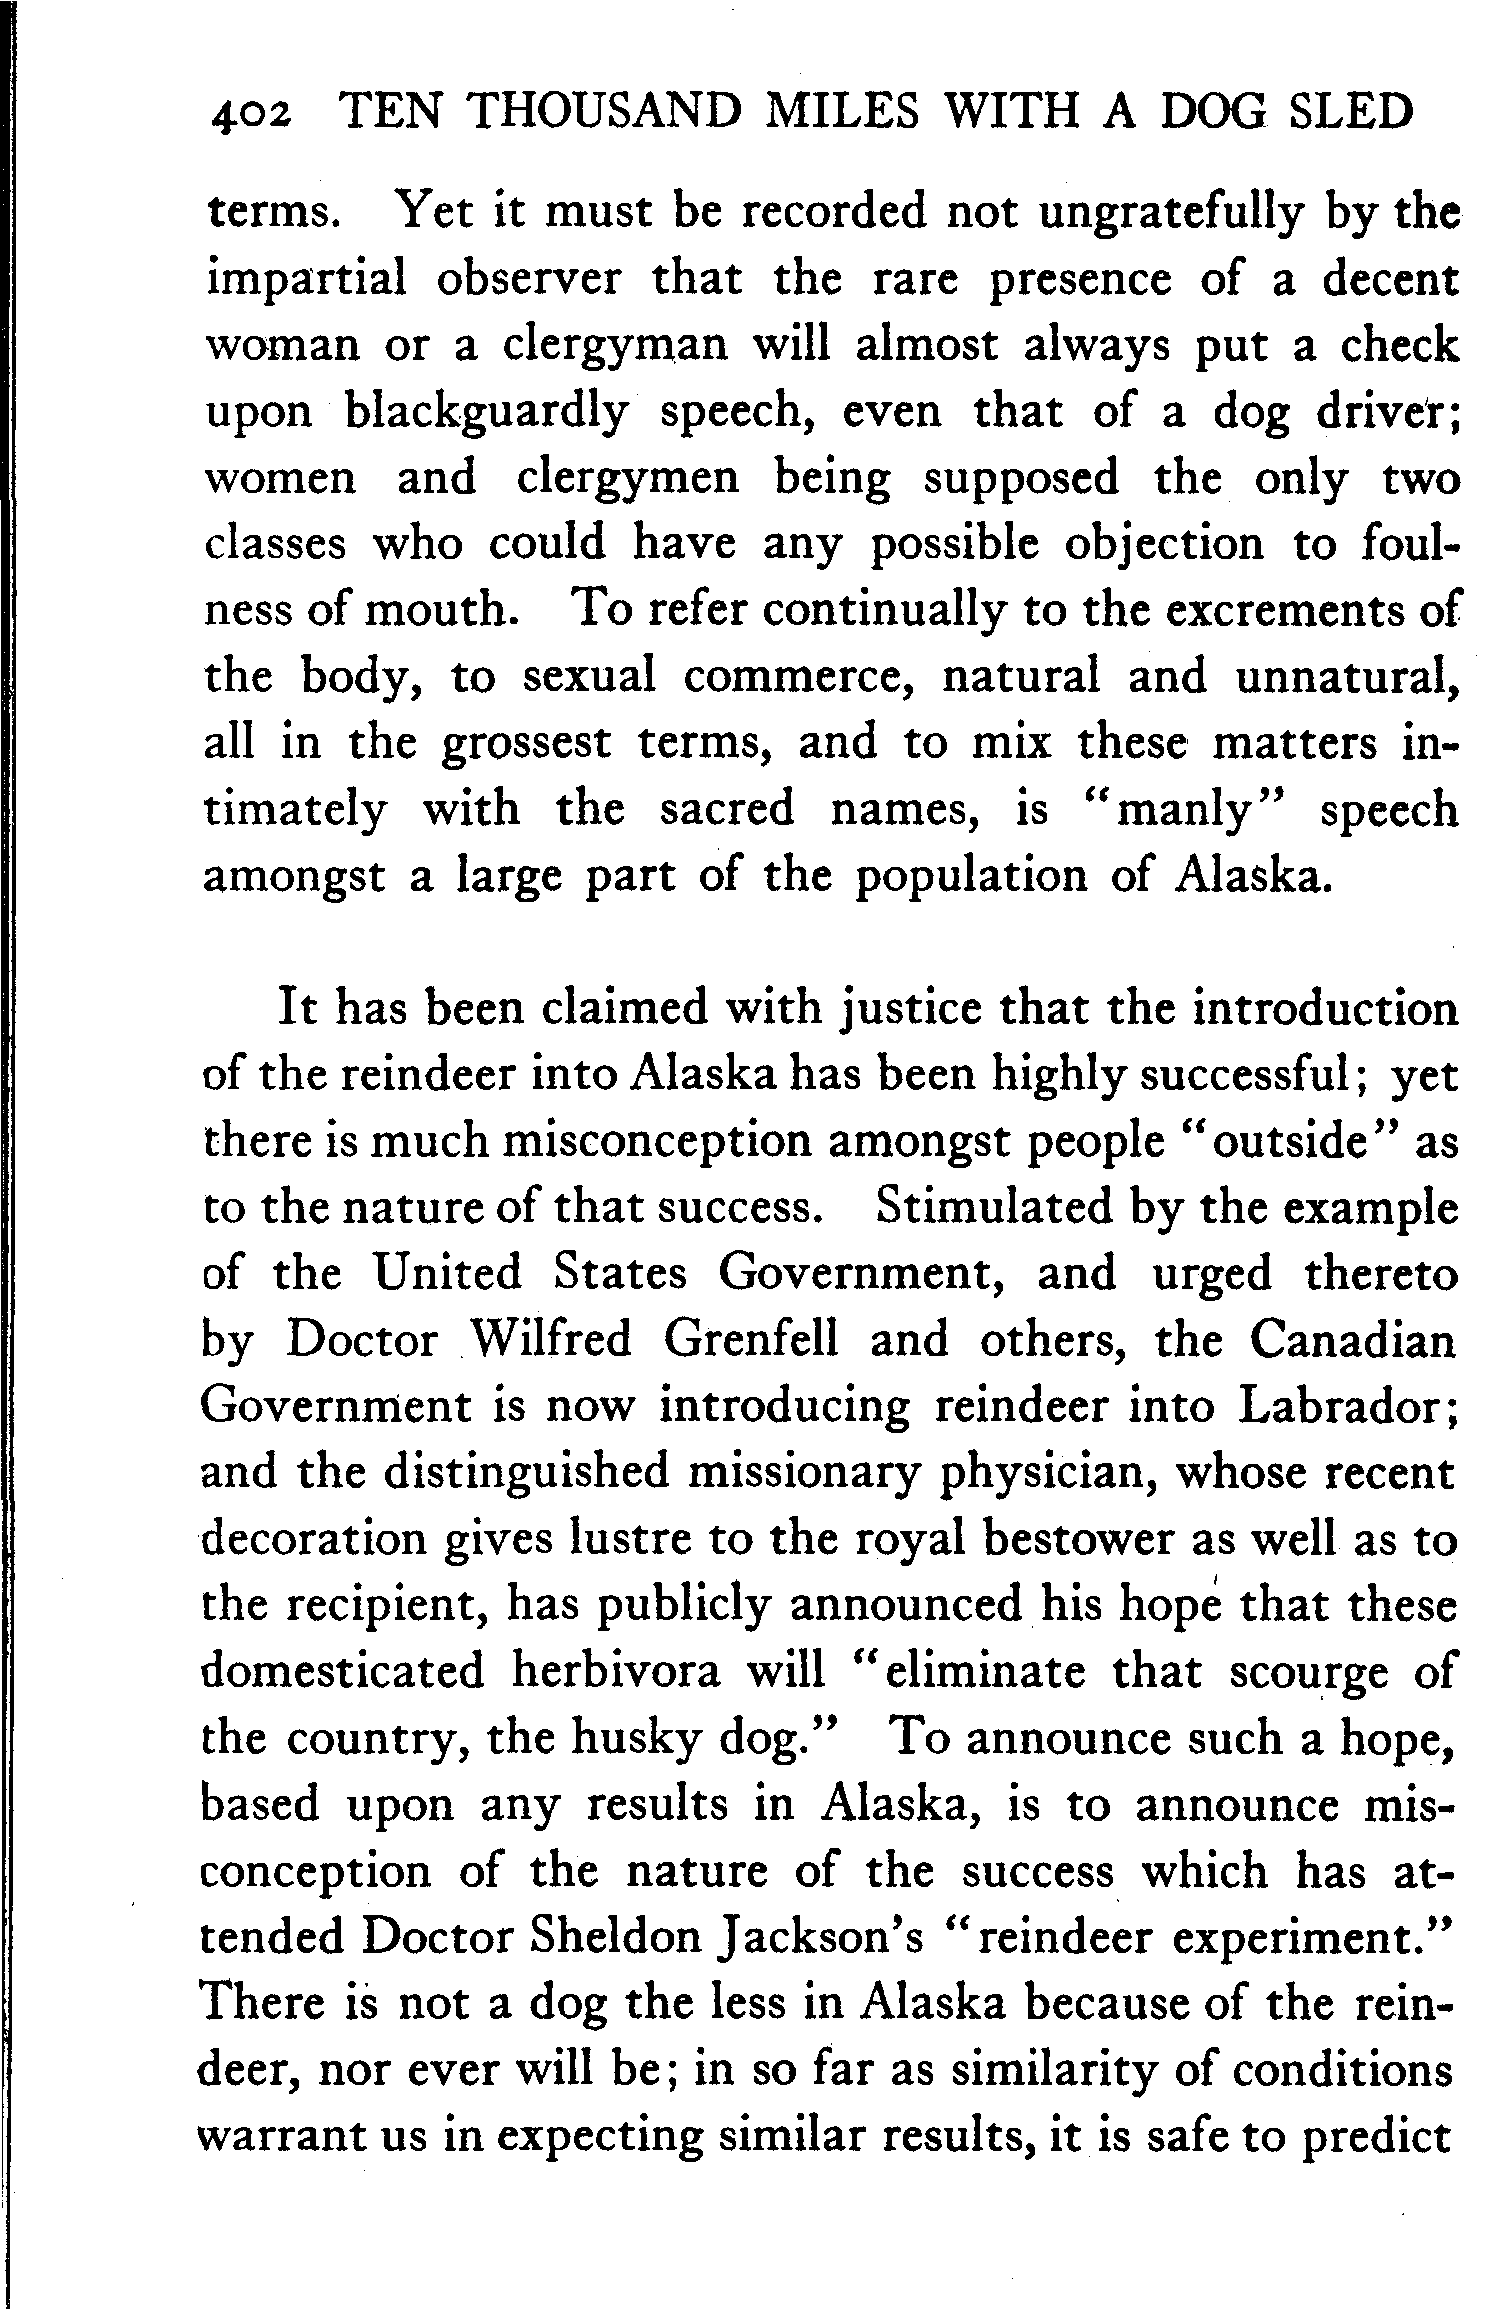 402 TEN THOUSAND MILES WITH A DOG SLED
terms. Yet it must be recorded not ungratefully by the
impartial observer that the rare presence of a decent
woman or a clergyman will almost always put a check
upon blackguardly speech, even that of a dog driver;
women and clergymen being supposed the only two
classes who could have any possible objection to foul-
ness of mouth. To refer continually to the excrements of
the body, to sexual commerce, natural and unnatural,
all in the grossest terms, and to mix these matters in-
timately with the sacred names, is "manly" speech
amongst a large part of the population of Alaska.
It has been claimed with justice that the introduction
of the reindeer into Alaska has been highly successful; yet
there is much misconception amongst people "outside" as
to the nature of that success. Stimulated by the example
of the United States Government, and urged thereto
by Doctor Wilfred Grenfell and others, the Canadian
Government is now introducing reindeer into Labrador;
and the distinguished missionary physician, whose recent
decoration gives lustre to the royal bestower as well as to
the recipient, has publicly announced his hope that these
domesticated herbivora will "eliminate that scourge of
the country, the husky dog." To announce such a hope,
based upon any results in Alaska, is to announce mis-
conception of the nature of the success which has at-
tended Doctor Sheldon Jackson's "reindeer experiment."
There is not a dog the less in Alaska because of the rein-
deer, nor ever will be; in so far as similarity of conditions
warrant us in expecting similar results, it is safe to predict